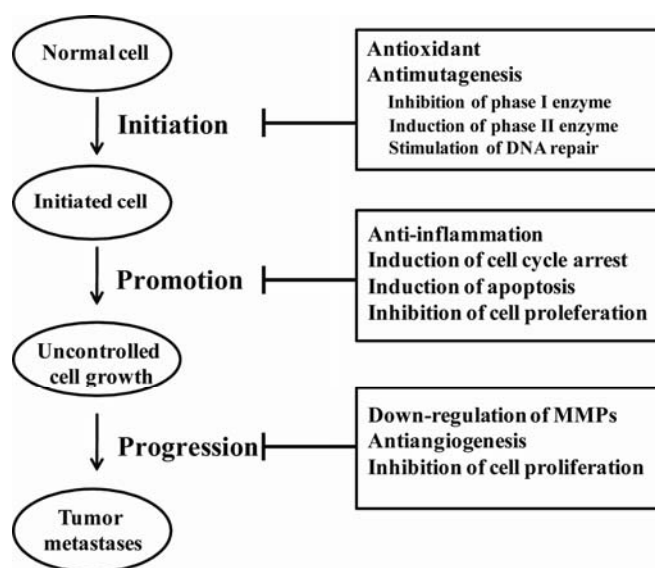 Normal cell
Initiation
Initiated cell
Promotion
Uncontrolled
cell growth
Progression
Tumor
metastases
Antioxidant
Antimutagenesis
Inhibition of phase I enzyme
Induction of phase II enzyme
Stimulation of DNA repair
Anti-inflammation
Induction of cell cycle arrest
Induction of apoptosis
Inhibition of cell proleferation
Down-regulation of MMPs
Antiangiogenesis
Inhibition of cell proliferation